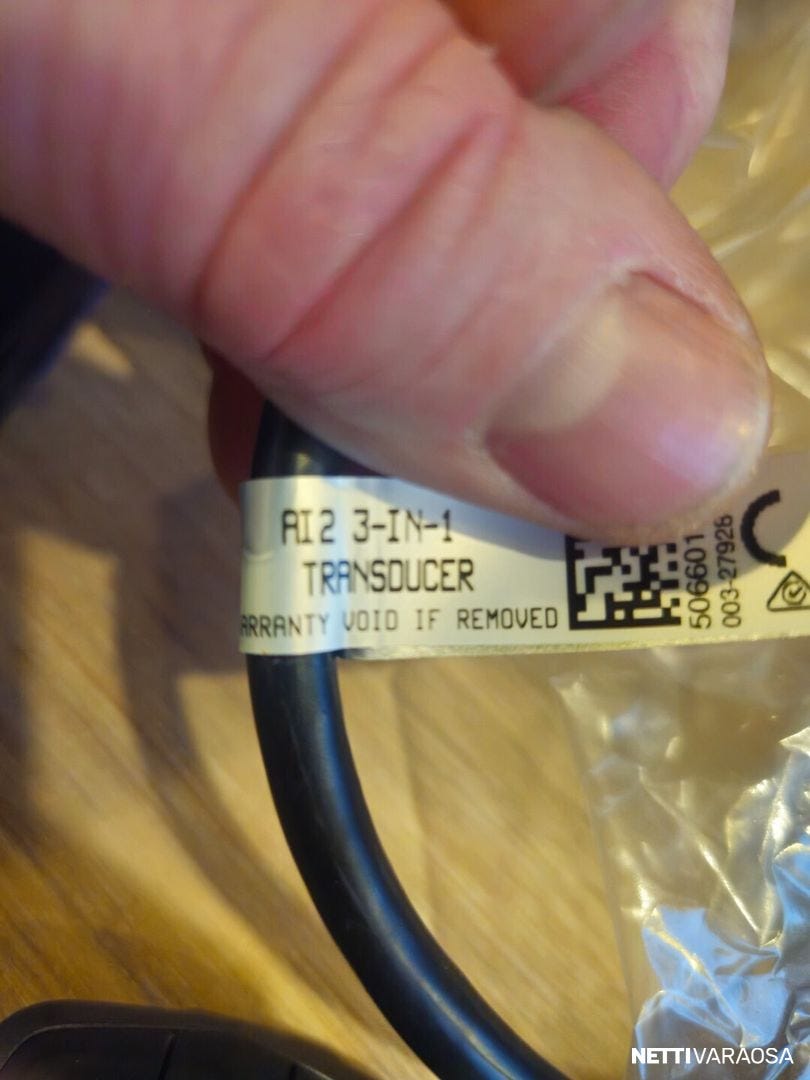 AI2 3-IN-1
TRANSDUCER
ARRANTY VOID IF REMOVED
506601
003-27928
NETTIVARAOSA